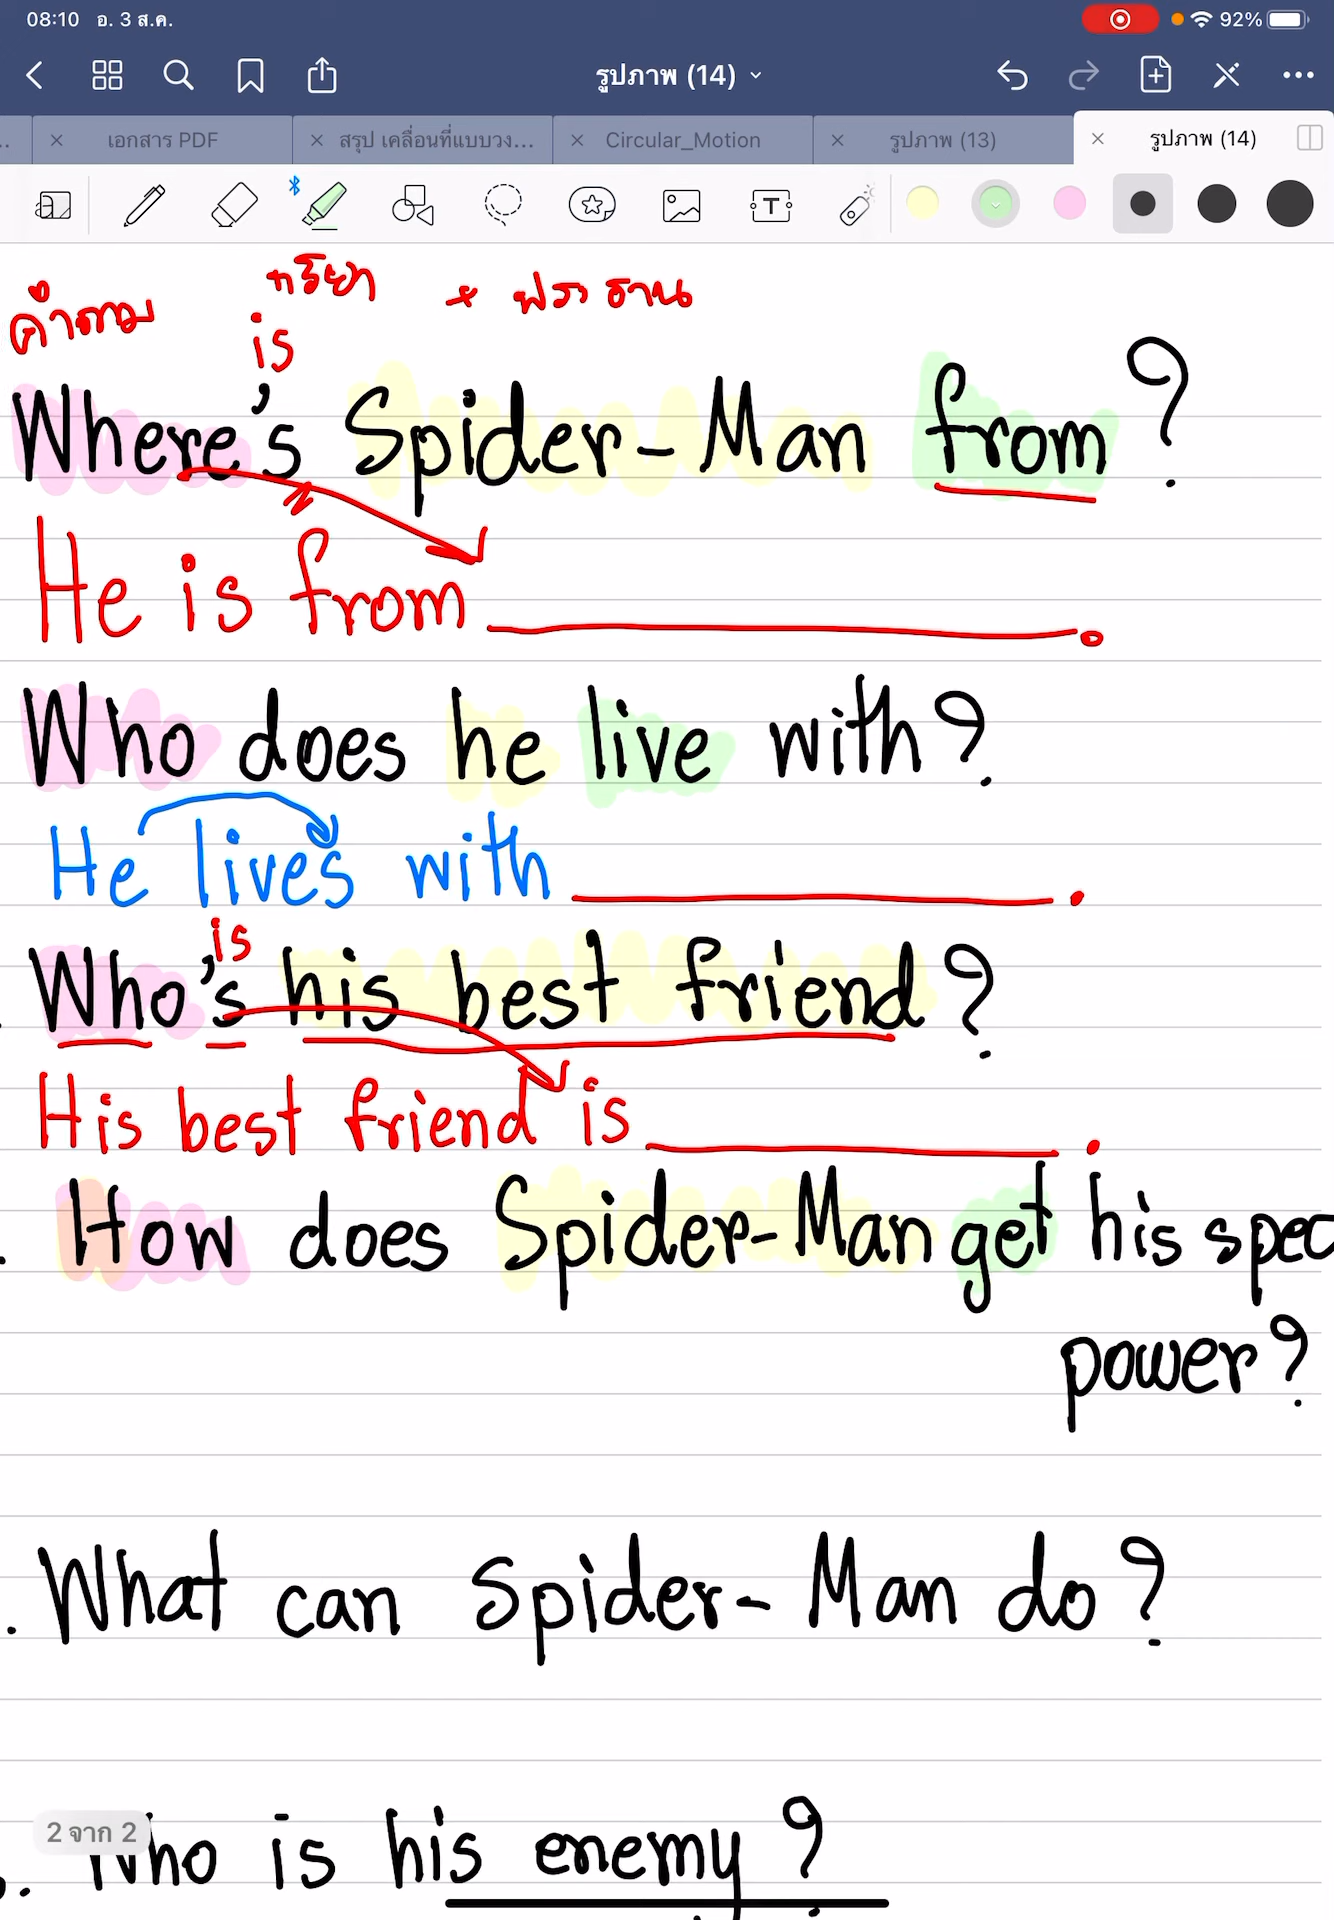 08:10 อ. 3 ส.ค. 92%
รูปภาพ (14)
.. เอกสาร PDF สรุป เคลื่อนที่แบบวง... Circular_Motion รูปภาพ (13) รูปภาพ (14)
คำถาม กริยา + ประธาน
is
Where's Spider-Man from?
He is from
Who does he live with?
He lives with
is
Who's his best friend?
His best friend is
. How does Spider-Man get his spec
power?
. What can Spider-Man do?
2 จาก 2
. Who is his enemy?